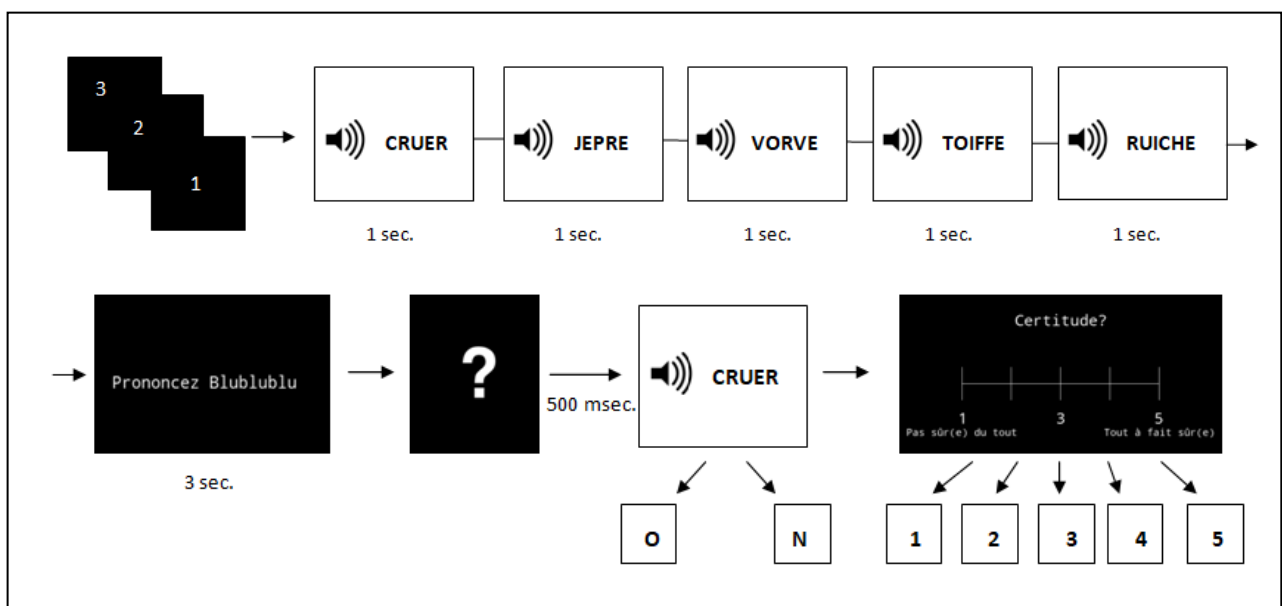 3
2
1
CRUER
JEPRE
VORVE
TOIFFE
RUICHE
1 sec.
1 sec.
1 sec.
1 sec.
1 sec.
Prononcez Blublublu
3 sec.
?
500 msec.
CRUER
O
N
Certitude?
1 3 5
Pas sûr(e) du tout
Tout à fait sûr(e)
1
2
3
4
5